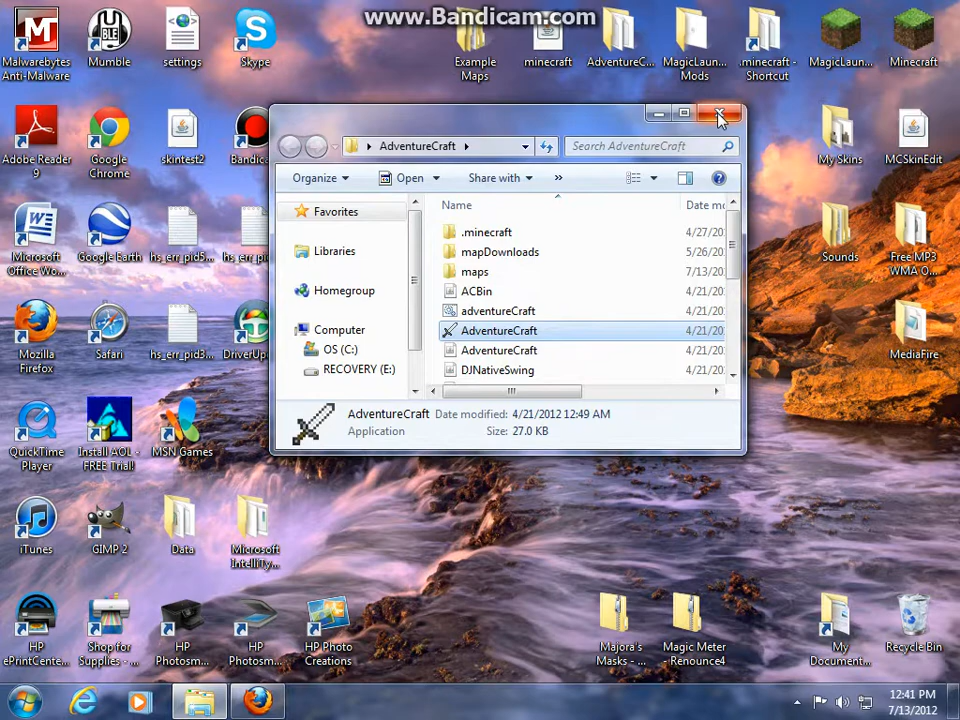 www.Bandicam.com
Malwarebytes
Anti-Malware
Mumble
settings
Skype
Example
Maps
minecraft
AdventureC...
MagicLaun...
Mods
.minecraft -
Shortcut
MagicLaun...
Minecraft
Adobe Reader
9
Google
Chrome
skintest2
My Skins
MCSkinEdit
AdventureCraft
Search AdventureCraft
Organize
Open
Share with
»
Favorites
Libraries
Homegroup
Computer
OS (C:)
RECOVERY (E:)
Name
Date mo
.minecraft
4/27/20
mapDownloads
5/26/20
maps
7/13/20
ACBin
4/21/20
adventureCraft
4/21/20
AdventureCraft
4/21/20
AdventureCraft
4/21/20
DJNativeSwing
4/21/20
AdventureCraft Date modified: 4/21/2012 12:49 AM
Application Size: 27.0 KB
Microsoft
Office Wo...
Google Earth
hs_err_pid5...
Sounds
Free MP3
WMA O...
Mozilla
Firefox
Safari
hs_err_pid3...
MediaFire
QuickTime
Player
Install AOL -
FREE Trial!
MSN Games
iTunes
GIMP 2
Data
Microsoft
IntelliTy...
HP
ePrintCente...
Shop for
Supplies - ...
HP
Photosm...
HP
Photosm...
HP Photo
Creations
Majora's
Masks - ...
Magic Meter
- Renounce4
My
Document...
Recycle Bin
12:41 PM
7/13/2012